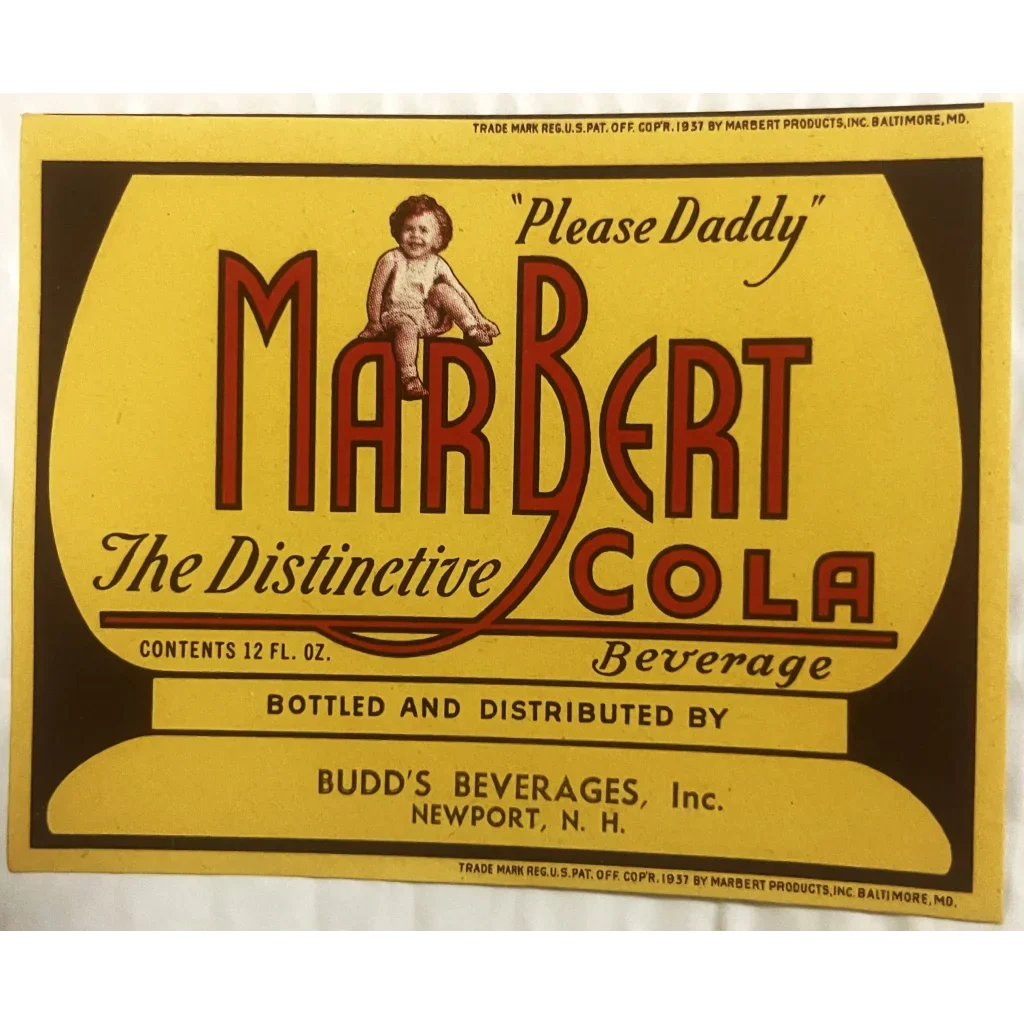 TRADE MARK REG.U.S.PAT. OFF. COP'R. 1937 BY MARBERT PRODUCTS,INC. BALTIMORE, MD.
"Please Daddy"
MARBERT
The Distinctive COLA
CONTENTS 12 FL. OZ. Beverage
BOTTLED AND DISTRIBUTED BY
BUDD'S BEVERAGES, Inc.
NEWPORT, N. H.
TRADE MARK REG.U.S.PAT. OFF. COP'R. 1937 BY MARBERT PRODUCTS,INC. BALTIMORE, MD.